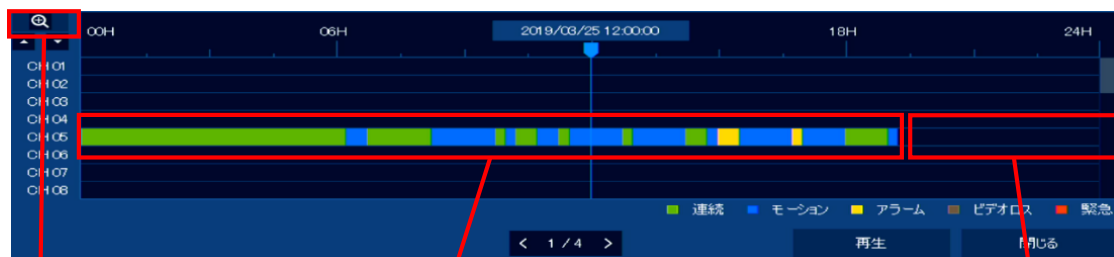 00H 06H 2019/03/25 12:00:00 18H 24H
CH 01
CH 02
CH 03
CH 04
CH 05
CH 06
CH 07
CH 08
連続 モーション アラーム ビデオロス 緊急
< 1 / 4 > 再生 閉じる